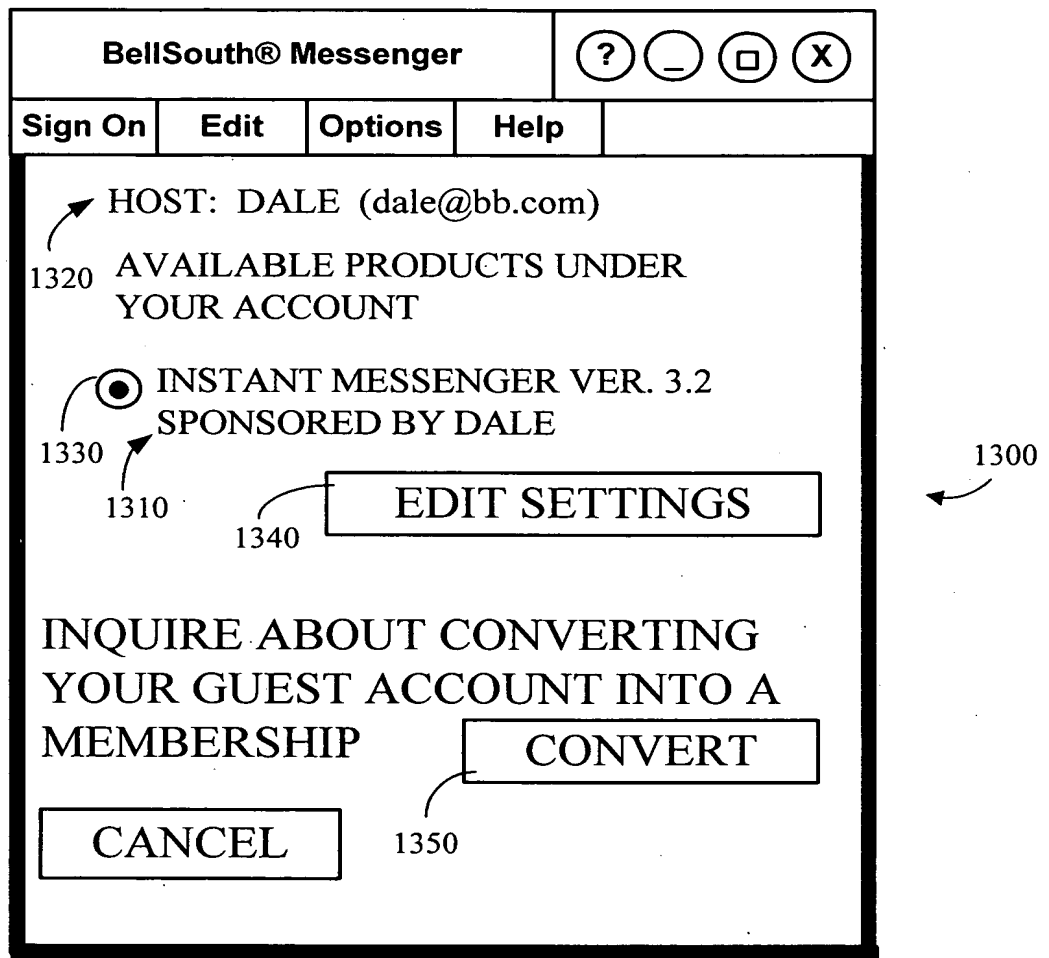 BellSouth® Messenger
? _ □ X
Sign On Edit Options Help
HOST: DALE (dale@bb.com)
1320
AVAILABLE PRODUCTS UNDER
YOUR ACCOUNT
INSTANT MESSENGER VER. 3.2
SPONSORED BY DALE
1330
1310
1300
EDIT SETTINGS
1340
INQUIRE ABOUT CONVERTING
YOUR GUEST ACCOUNT INTO A
MEMBERSHIP
CONVERT
1350
CANCEL